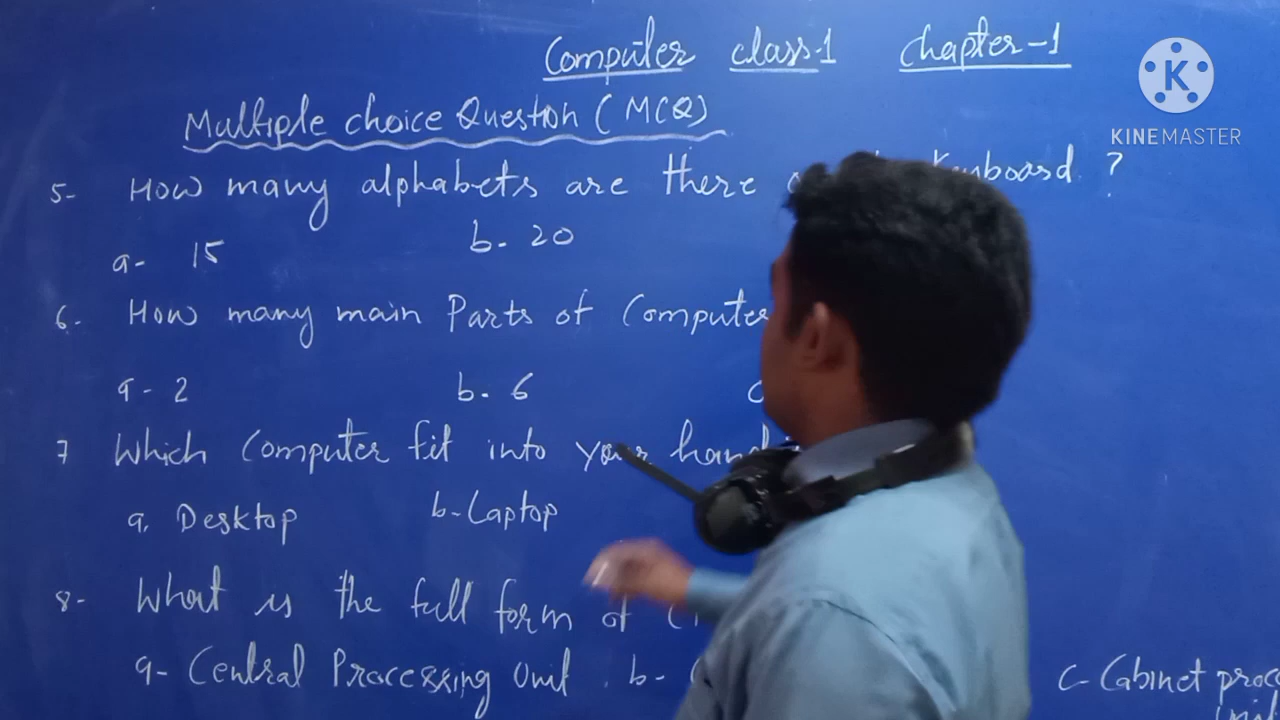 Computer class-1 Chapter-1
KINEMASTER
Multiple choice Question (MCQ)
5- How many alphabets are there ?
a- 15 b- 20
6- How many main Parts of Computer
a- 2 b- 6
7 Which Computer fit into your hand
a. Desktop b- Laptop
8- What is the full form of
a- Central Processing Unit . b- c- Cabinet